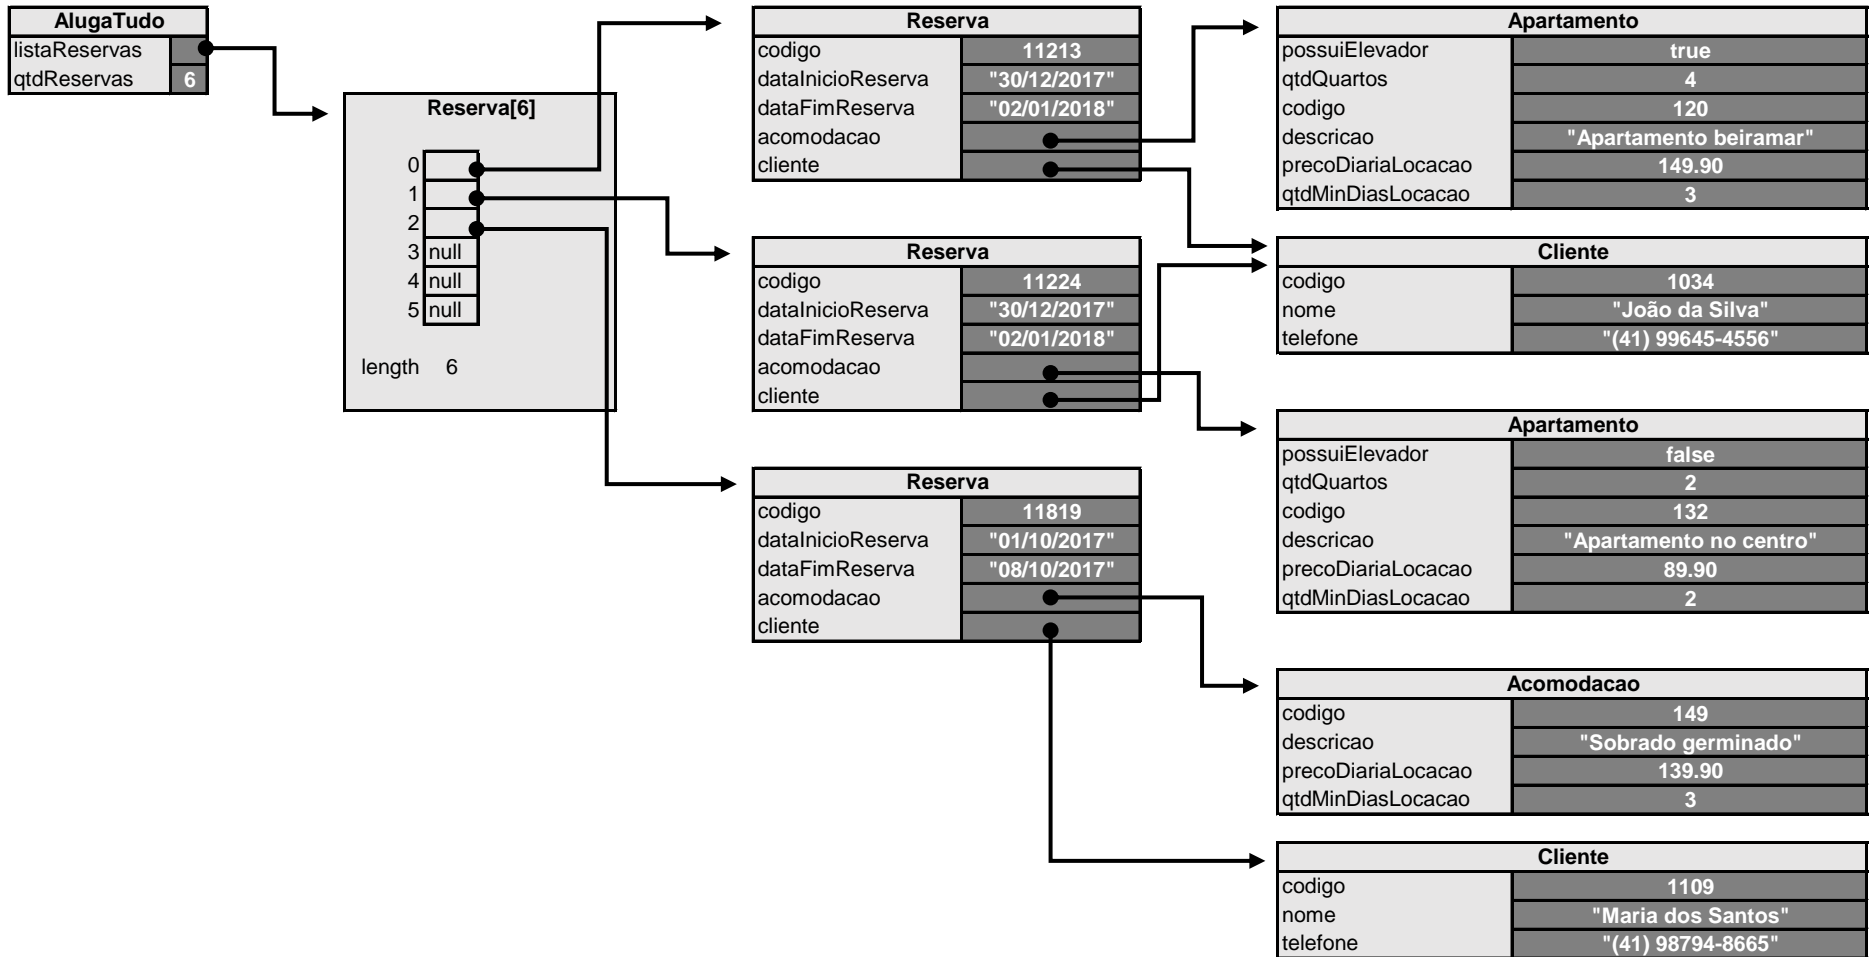 AlugaTudo
listaReservas
qtdReservas 6
Reserva[6]
0
1
2
3 null
4 null
5 null
length 6
Reserva
codigo 11213
dataInicioReserva "30/12/2017"
dataFimReserva "02/01/2018"
acomodacao
cliente
Reserva
codigo 11224
dataInicioReserva "30/12/2017"
dataFimReserva "02/01/2018"
acomodacao
cliente
Reserva
codigo 11819
dataInicioReserva "01/10/2017"
dataFimReserva "08/10/2017"
acomodacao
cliente
Apartamento
possuiElevador true
qtdQuartos 4
codigo 120
descricao "Apartamento beiramar"
precoDiariaLocacao 149.90
qtdMinDiasLocacao 3
Cliente
codigo 1034
nome "João da Silva"
telefone "(41) 99645-4556"
Apartamento
possuiElevador false
qtdQuartos 2
codigo 132
descricao "Apartamento no centro"
precoDiariaLocacao 89.90
qtdMinDiasLocacao 2
Acomodacao
codigo 149
descricao "Sobrado germinado"
precoDiariaLocacao 139.90
qtdMinDiasLocacao 3
Cliente
codigo 1109
nome "Maria dos Santos"
telefone "(41) 98794-8665"